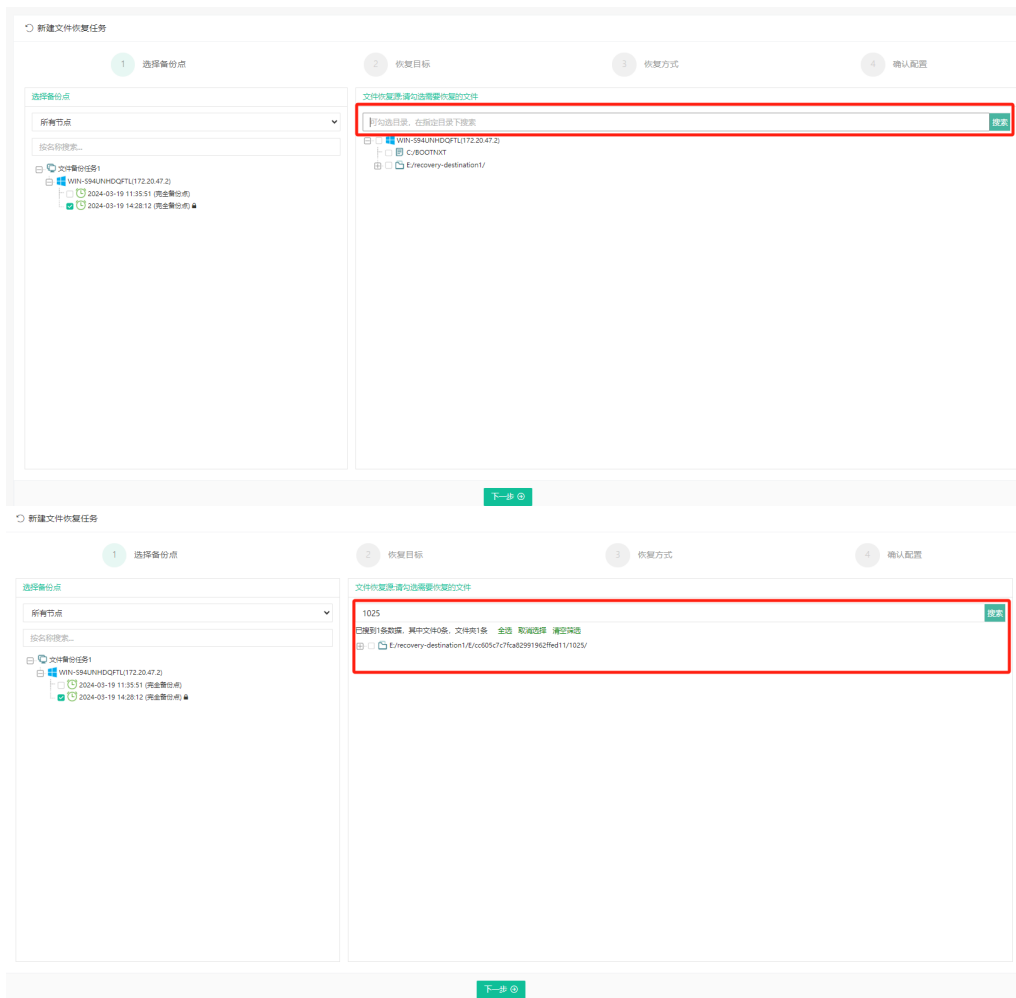 新建文件恢复任务
1 选择备份点 2 恢复目标 3 恢复方式 4 确认配置
选择备份点
所有节点
按名称搜索...
文件备份任务1
WIN-S94UNHDQFTL(172.20.47.2)
2024-03-19 11:35:51 (完全备份点)
2024-03-19 14:28:12 (完全备份点)
文件恢复源:请勾选需要恢复的文件
可勾选目录，在指定目录下搜索 搜索
WIN-S94UNHDQFTL(172.20.47.2)
C:/BOOTNXT
E:/recovery-destination1/
下一步
新建文件恢复任务
1 选择备份点 2 恢复目标 3 恢复方式 4 确认配置
选择备份点
所有节点
按名称搜索...
文件备份任务1
WIN-S94UNHDQFTL(172.20.47.2)
2024-03-19 11:35:51 (完全备份点)
2024-03-19 14:28:12 (完全备份点)
文件恢复源:请勾选需要恢复的文件
1025 搜索
已搜到1条数据，其中文件0条，文件夹1条 全选 取消选择 清空筛选
E:/recovery-destination1/E/cc605c7c7fca82991962ffed11/1025/
下一步